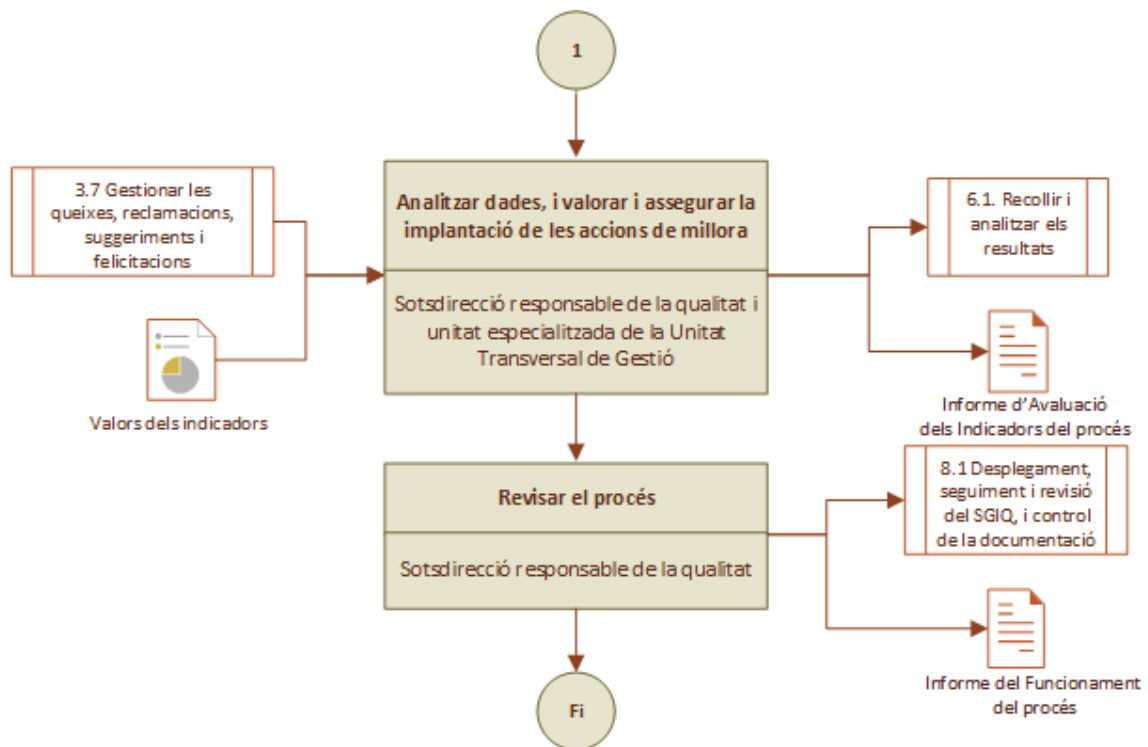 1
3.7 Gestionar les
queixes, reclamacions,
suggeriments i
felicitacions
Analitzar dades, i valorar i assegurar la
implantació de les accions de millora
6.1. Recollir i
analitzar els
resultats
Sotsdirecció responsable de la qualitat i
unitat especialitzada de la Unitat
Transversal de Gestió
Valors dels indicadors
Informe d'Avaluació
dels Indicadors del procés
Revisar el procés
8.1 Desplegament,
seguiment i revisió
del SGIQ, i control
de la documentació
Sotsdirecció responsable de la qualitat
Informe del Funcionament
del procés
Fi